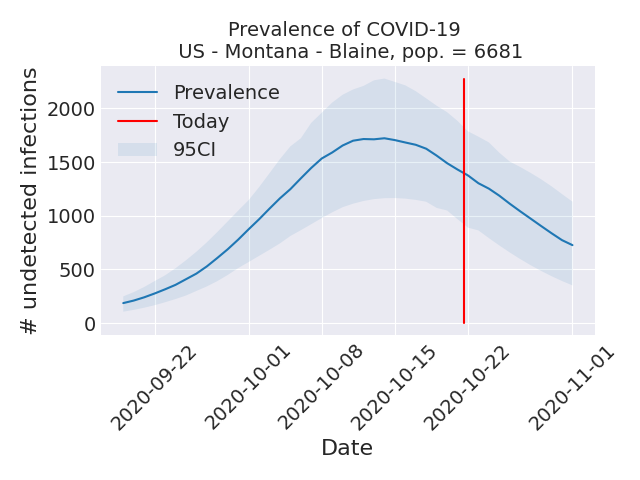 Prevalence of COVID-19
US - Montana - Blaine, pop. = 6681
# undetected infections
2000
1500
1000
500
0
Prevalence
Today
95CI
2020-09-22
2020-10-01
2020-10-08
2020-10-15
2020-10-22
2020-11-01
Date